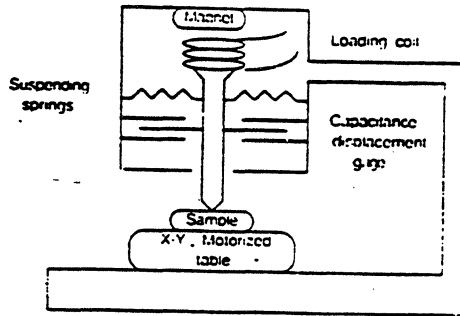 Magnet
Loading coil
Suspending
springs
Capacitance
displacement
gage
Sample
X-Y Motorized
table